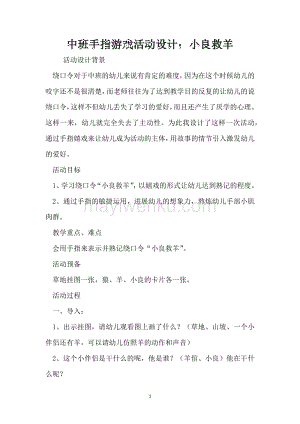 中班手指游戏活动设计：小良救羊
活动设计背景
绕口令对于中班的幼儿来说有肯定的难度，因为在这个时候幼儿的
咬字还不是很清楚，而老师往往为了达到教学目的反复的让幼儿的说
绕口令，这样不但幼儿丢失了学习的爱好，而且还产生了厌学的心理。
这样一来，幼儿就完全失去了主动性。为此我设计了这样一次活动，
通过手指嬉戏来让幼儿成为活动的主体，用故事的情节引入激发幼儿
的爱好。
活动目标
1，学习绕口令“小良救羊”，以嬉戏的形式让幼儿达到熟记的程度。
2，通过手指的敏捷运用，进展幼儿的想象力，熬炼幼儿手部小肌
肉群。
教学重点、难点
会用手指来表示并熟记绕口令“小良救羊”。
活动预备
草地挂图一张，狼、羊、小良的卡片各一张，
活动过程
一、导入：
1、出示挂图，请幼儿观看图上画了什么？（草地、山坡、一个小
伴侣还有羊。可以请幼儿仿照羊的动作和声音）
2、这个小伴侣是干什么的呢，他是谁？（羊倌、小良）他在干什
么呢？
1
mayiwenku.com